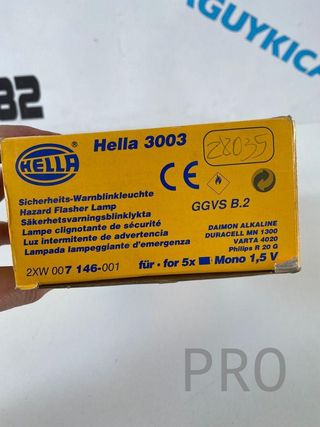 AGUYKICA
82
Hella 3003
28035
HELLA
®
CE
GGVS B.2
Sicherheits-Warnblinkleuchte
Hazard Flasher Lamp
Säkerhetsvarningsblinklykta
Lampe clignotante de sécurité
Luz intermitente de advertencia
Lampada lampeggiante d'emergenza
DAIMON ALKALINE
DURACELL MN 1300
VARTA 4020
Philips R 20 G
2XW 007 146-001
für · for 5x Mono 1,5 V
PRO